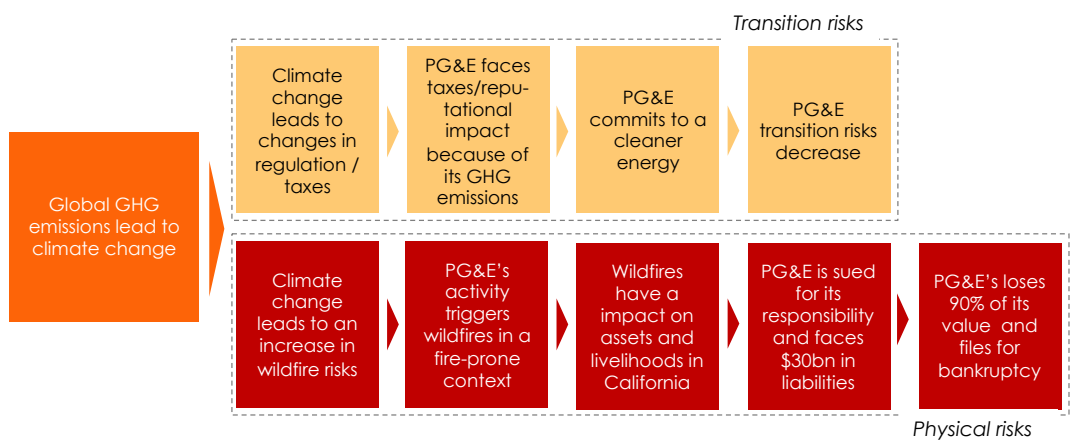 Transition risks
Global GHG
emissions lead to
climate change
Climate
change
leads to
changes in
regulation /
taxes
PG&E faces
taxes/repu-
tational
impact
because of
its GHG
emissions
PG&E
commits to a
cleaner
energy
PG&E
transition risks
decrease
Climate
change
leads to an
increase in
wildfire risks
PG&E’s
activity
triggers
wildfires in a
fire-prone
context
Wildfires
have a
impact on
assets and
livelihoods in
California
PG&E is sued
for its
responsibility
and faces
$30bn in
liabilities
PG&E’s loses
90% of its
value and
files for
bankruptcy
Physical risks